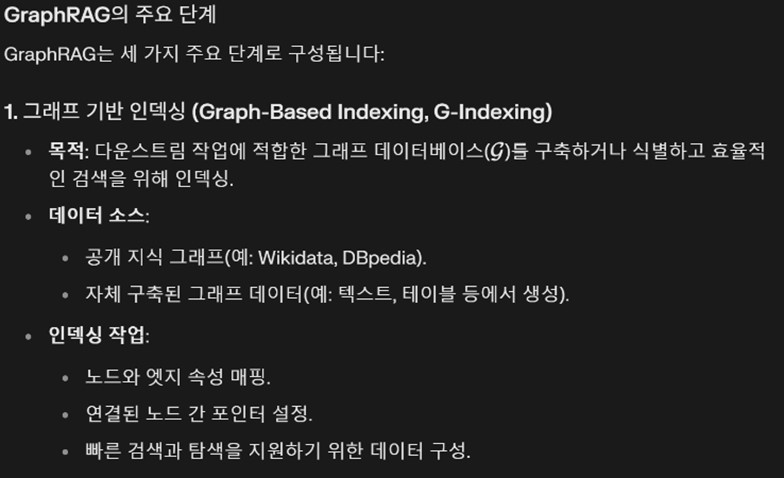 GraphRAG의 주요 단계
GraphRAG는 세 가지 주요 단계로 구성됩니다:
1. 그래프 기반 인덱싱 (Graph-Based Indexing, G-Indexing)
• 목적: 다운스트림 작업에 적합한 그래프 데이터베이스(𝒢)를 구축하거나 식별하고 효율적
인 검색을 위해 인덱싱.
• 데이터 소스:
• 공개 지식 그래프(예: Wikidata, DBpedia).
• 자체 구축된 그래프 데이터(예: 텍스트, 테이블 등에서 생성).
• 인덱싱 작업:
• 노드와 엣지 속성 매핑.
• 연결된 노드 간 포인터 설정.
• 빠른 검색과 탐색을 지원하기 위한 데이터 구성.